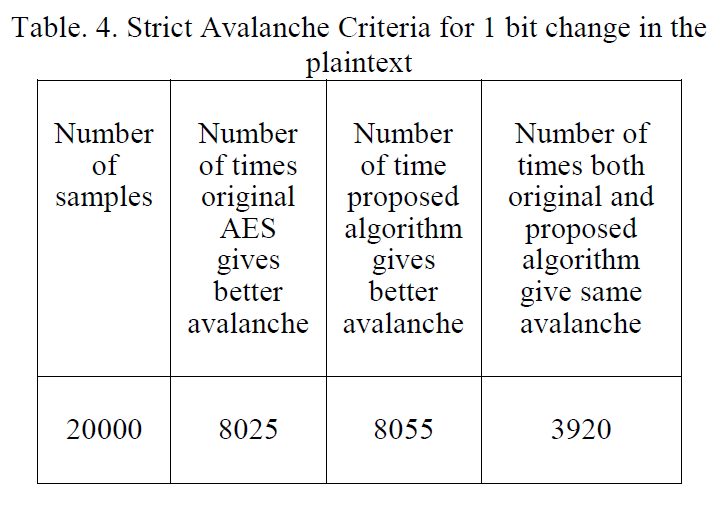 Table. 4. Strict Avalanche Criteria for 1 bit change in the
plaintext
Number
of
samples
Number
of times
original
AES
gives
better
avalanche
Number
of time
proposed
algorithm
gives
better
avalanche
Number of
times both
original and
proposed
algorithm
give same
avalanche
20000
8025
8055
3920